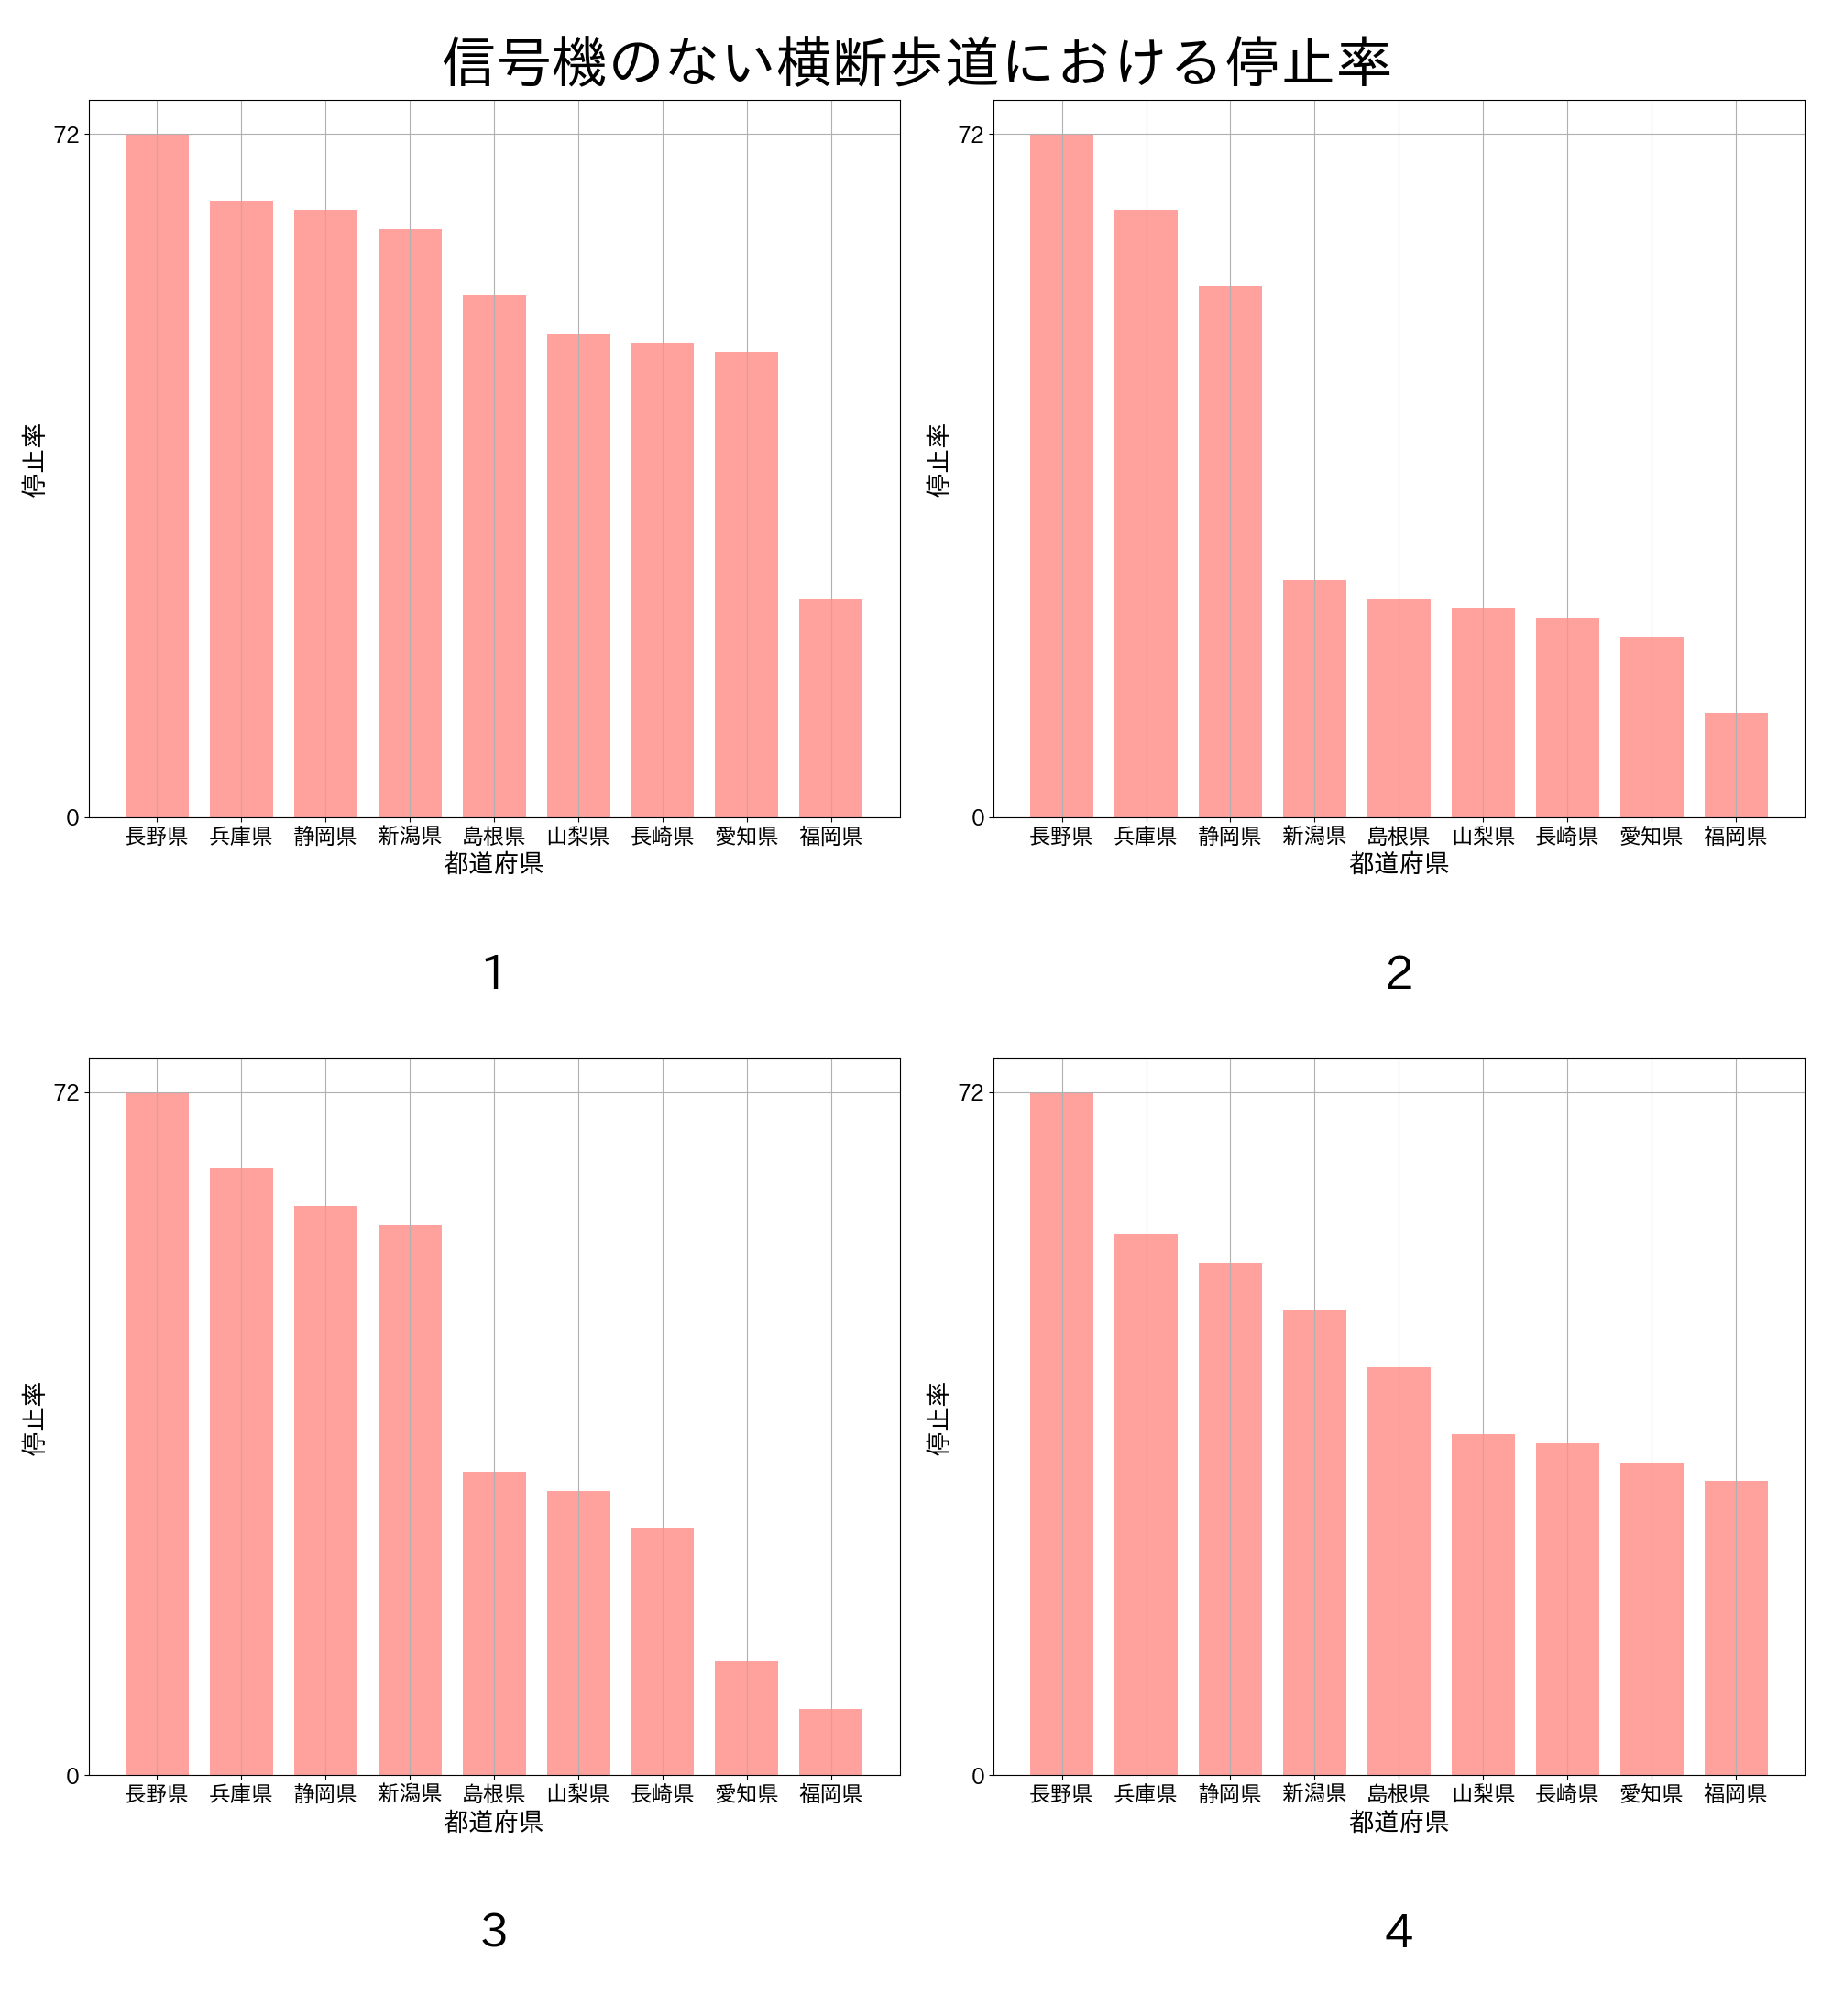 信号機のない横断歩道における停止率
72
0
停止率
長野県 兵庫県 静岡県 新潟県 島根県 山梨県 長崎県 愛知県 福岡県
都道府県
1
72
0
停止率
長野県 兵庫県 静岡県 新潟県 島根県 山梨県 長崎県 愛知県 福岡県
都道府県
2
72
0
停止率
長野県 兵庫県 静岡県 新潟県 島根県 山梨県 長崎県 愛知県 福岡県
都道府県
3
72
0
停止率
長野県 兵庫県 静岡県 新潟県 島根県 山梨県 長崎県 愛知県 福岡県
都道府県
4